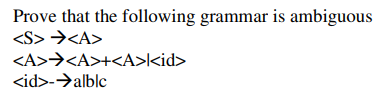 Prove that the following grammar is ambiguous
<S> →<A>
<A>→<A>+<A>|<id>
<id>-→a|b|c